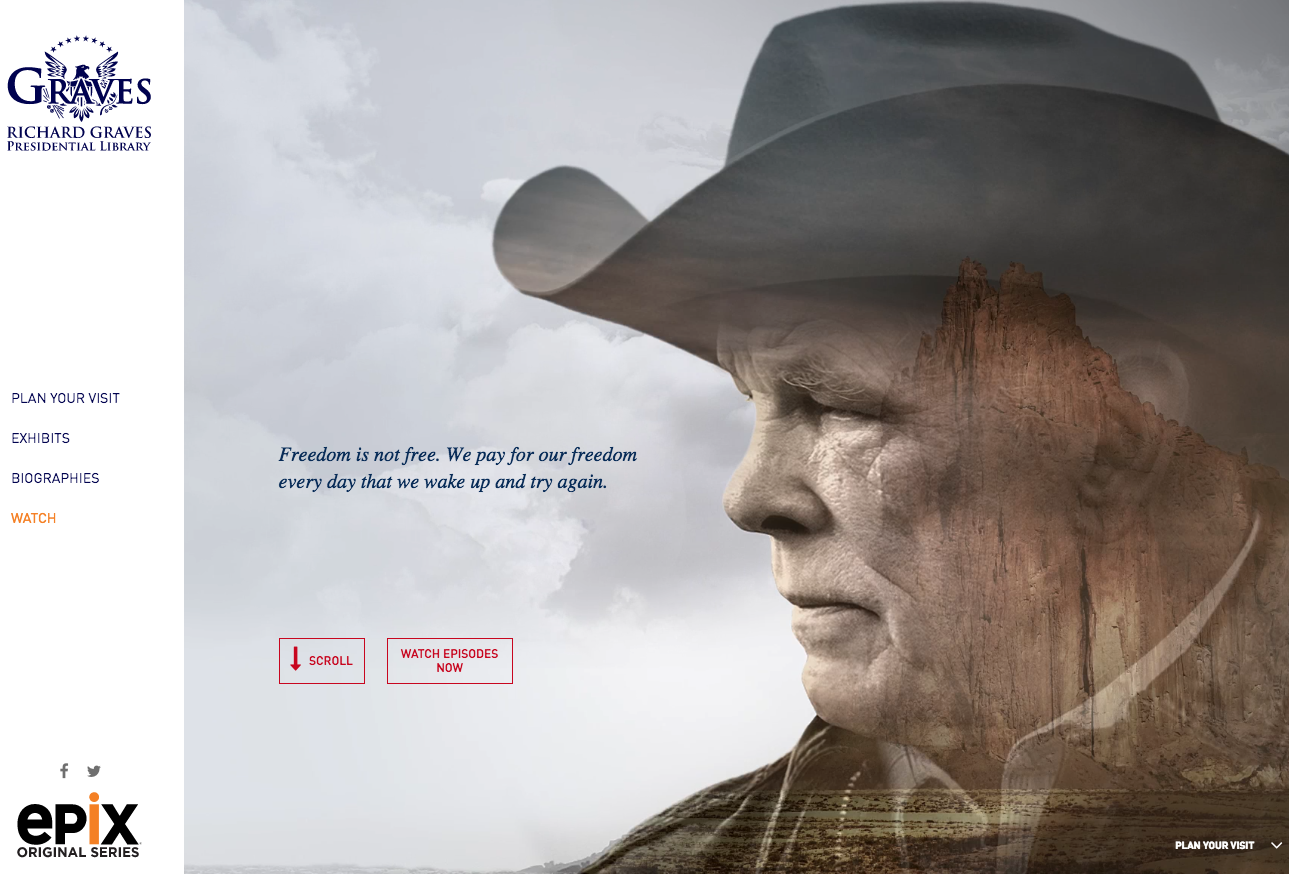 GRAVES
RICHARD GRAVES
PRESIDENTIAL LIBRARY
PLAN YOUR VISIT
EXHIBITS
BIOGRAPHIES
WATCH
Freedom is not free. We pay for our freedom
every day that we wake up and try again.
SCROLL
WATCH EPISODES
NOW
epix
ORIGINAL SERIES
PLAN YOUR VISIT